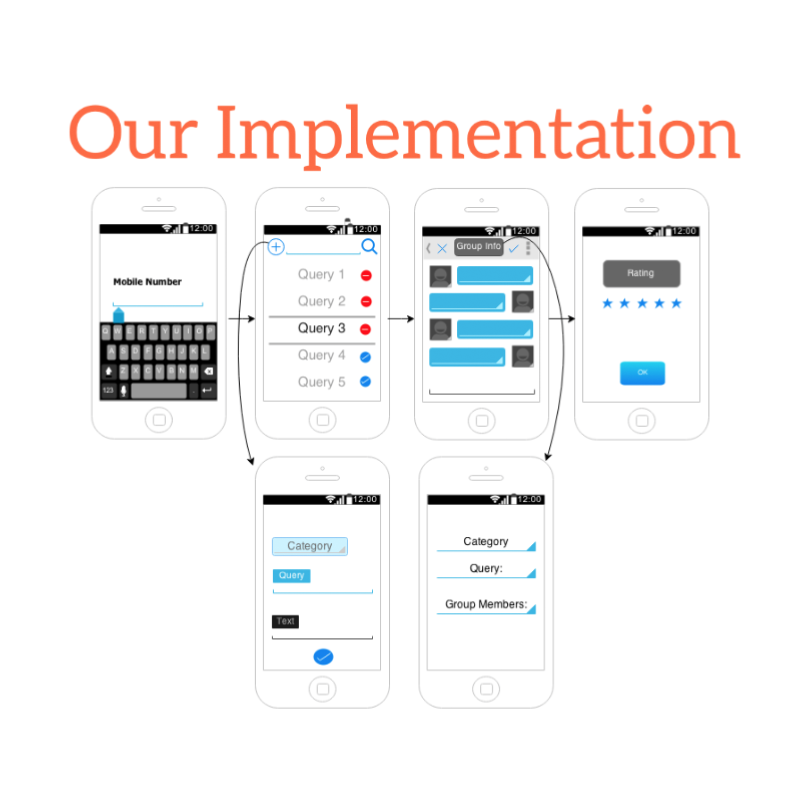 Our Implementation
12:00
Mobile Number
Q W E R T Y U I O P
A S D F G H J K L
Z X C V B N M
123
12:00
Query 1
Query 2
Query 3
Query 4
Query 5
12:00
Group Info
12:00
Rating
OK
12:00
Category
Query
Text
12:00
Category
Query:
Group Members: